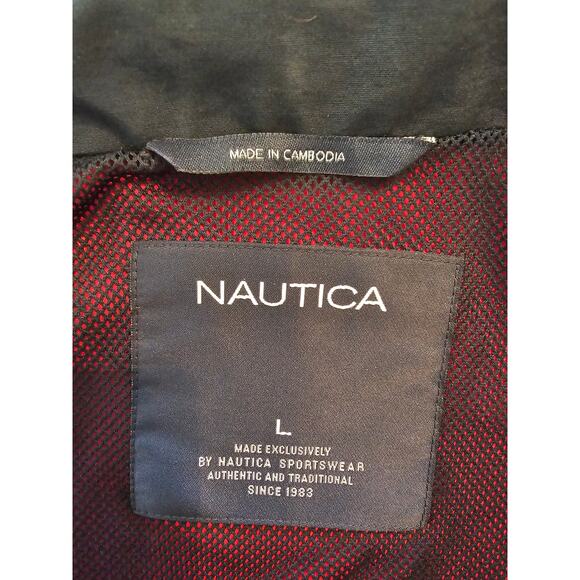 MADE IN CAMBODIA
NAUTICA
L
MADE EXCLUSIVELY
BY NAUTICA SPORTSWEAR
AUTHENTIC AND TRADITIONAL
SINCE 1983